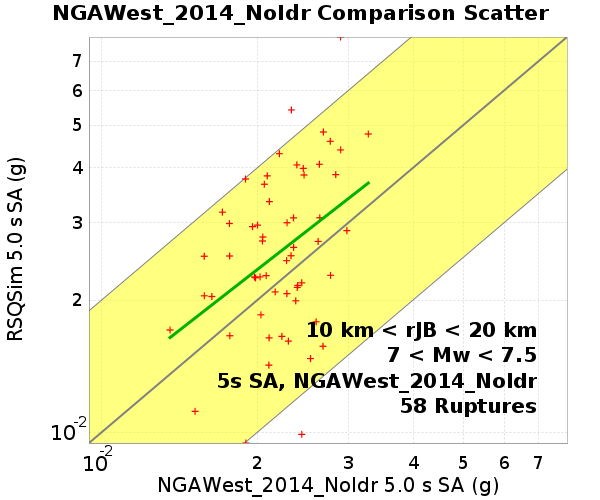 NGAWest_2014_NoIdr Comparison Scatter
7
6
5
4
3
2
10⁻²
RSQSim 5.0 s SA (g)
10 km < rJB < 20 km
7 < Mw < 7.5
5s SA, NGAWest_2014_NoIdr
58 Ruptures
10⁻² 2 3 4 5 6 7
NGAWest_2014_NoIdr 5.0 s SA (g)